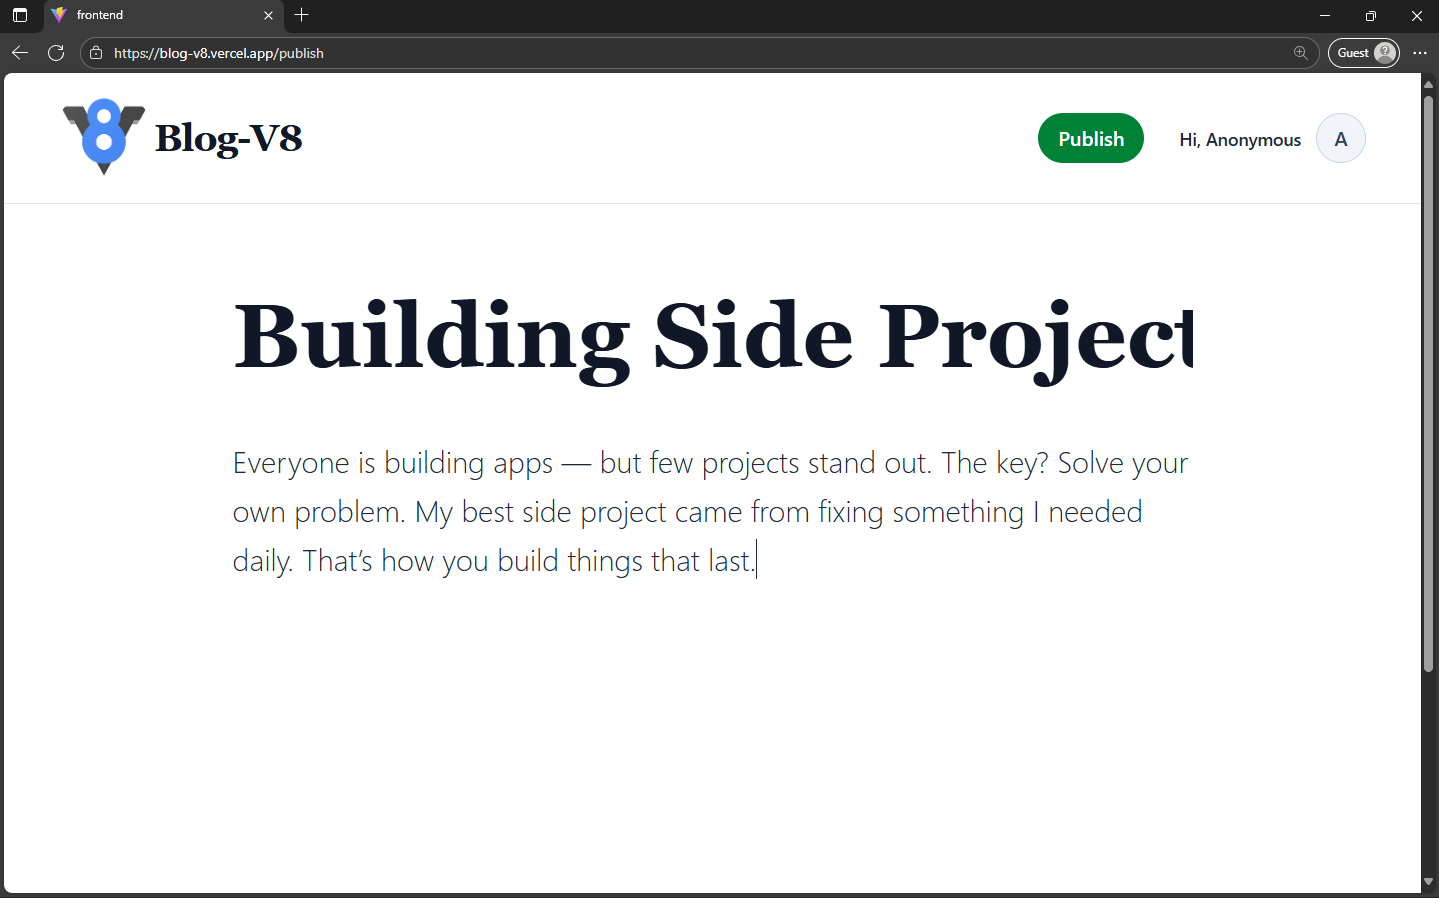 frontend
https://blog-v8.vercel.app/publish
Guest
8 Blog-V8
Publish
Hi, Anonymous
A
Building Side Project
Everyone is building apps — but few projects stand out. The key? Solve your
own problem. My best side project came from fixing something I needed
daily. That’s how you build things that last.